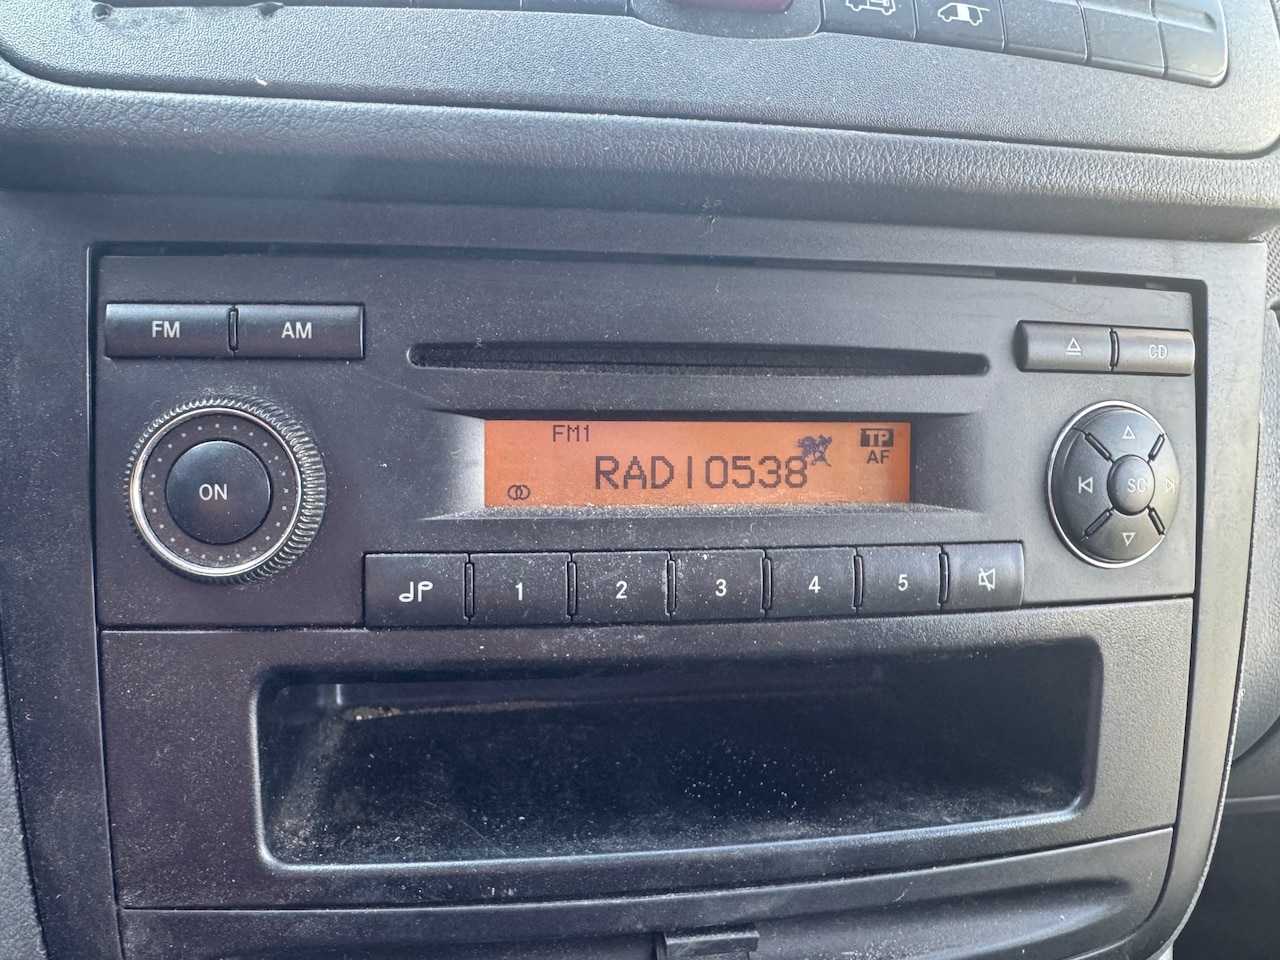 FM AM
CD
FM1
TP
AF
RADIO538
ON
SC
1 2 3 4 5